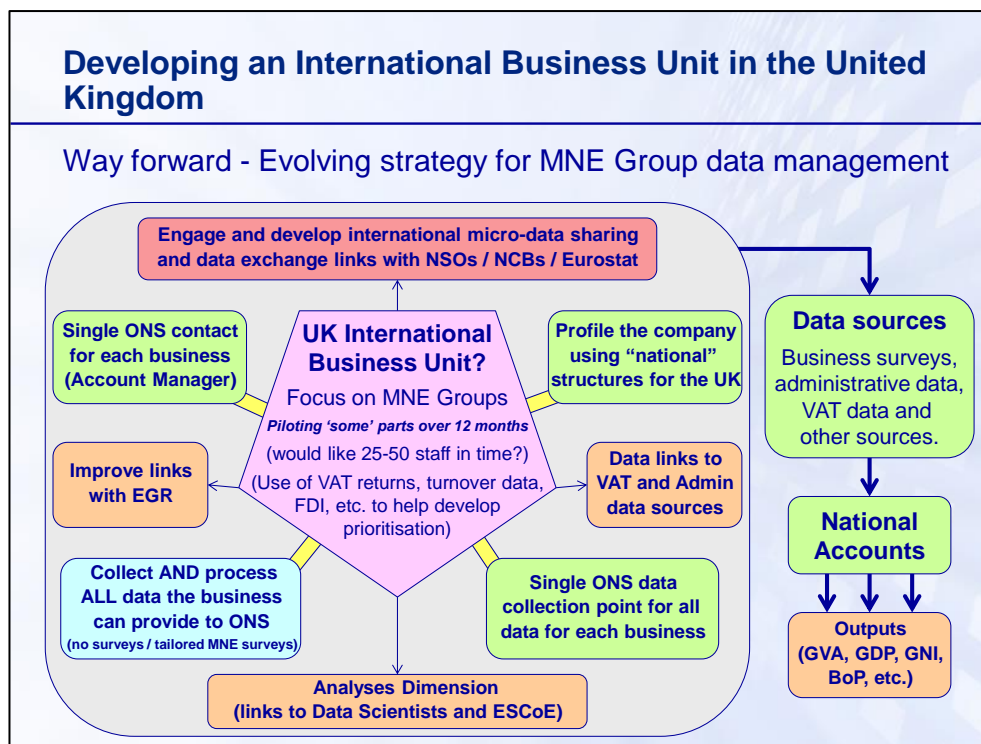 Developing an International Business Unit in the United
Kingdom
Way forward - Evolving strategy for MNE Group data management
Engage and develop international micro-data sharing
and data exchange links with NSOs / NCBs / Eurostat
Single ONS contact
for each business
(Account Manager)
UK International
Business Unit?
Focus on MNE Groups
Piloting ‘some’ parts over 12 months
(would like 25-50 staff in time?)
(Use of VAT returns, turnover data,
FDI, etc. to help develop
prioritisation)
Profile the company
using “national”
structures for the UK
Improve links
with EGR
Data links to
VAT and Admin
data sources
Collect AND process
ALL data the business
can provide to ONS
(no surveys / tailored MNE surveys)
Single ONS data
collection point for all
data for each business
Analyses Dimension
(links to Data Scientists and ESCoE)
Data sources
Business surveys,
administrative data,
VAT data and
other sources.
National
Accounts
Outputs
(GVA, GDP, GNI,
BoP, etc.)